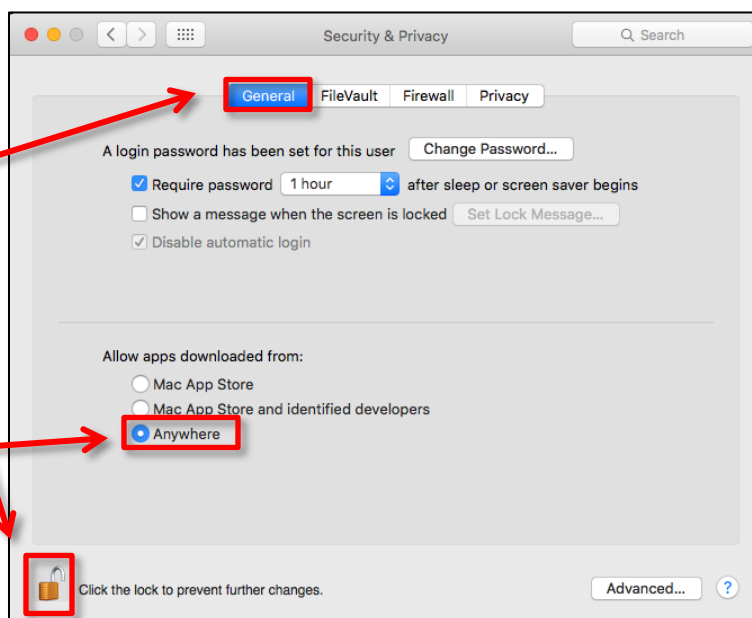 Security & Privacy
Search
General FileVault Firewall Privacy
A login password has been set for this user Change Password...
Require password 1 hour after sleep or screen saver begins
Show a message when the screen is locked Set Lock Message...
Disable automatic login
Allow apps downloaded from:
Mac App Store
Mac App Store and identified developers
Anywhere
Click the lock to prevent further changes.
Advanced... ?